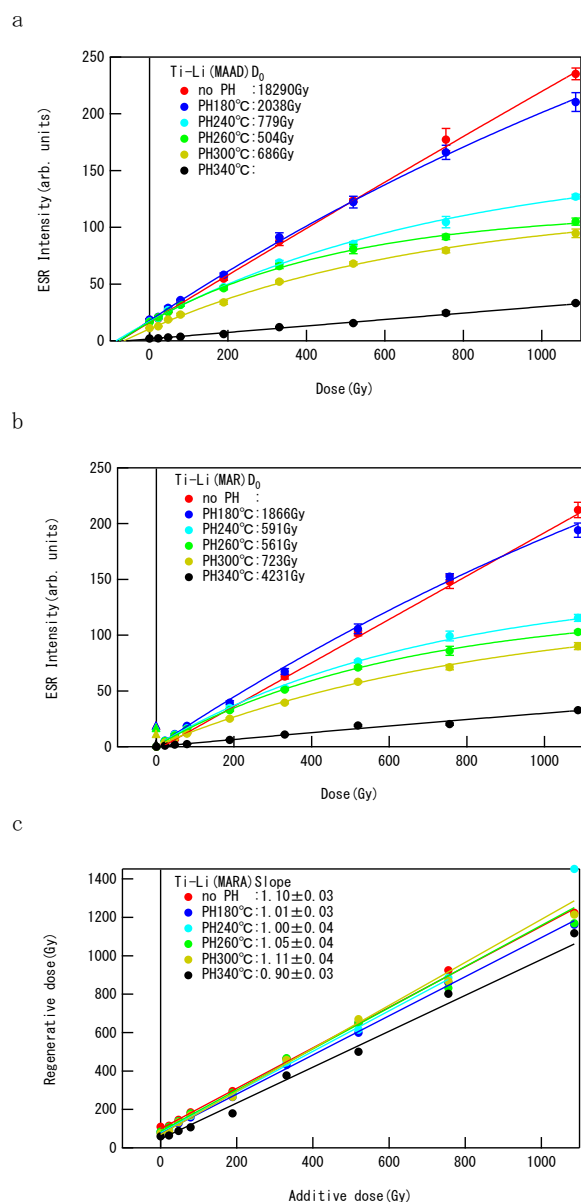 a
250
200
150
100
50
0
ESR Intensity(arb. units)
Ti-Li(MAAD)D₀
no PH :18290Gy
PH180℃:2038Gy
PH240℃:779Gy
PH260℃:504Gy
PH300℃:686Gy
PH340℃:
0 200 400 600 800 1000
Dose(Gy)
b
250
200
150
100
50
0
ESR Intensity(arb. units)
Ti-Li(MAR)D₀
no PH :
PH180℃:1866Gy
PH240℃:591Gy
PH260℃:561Gy
PH300℃:723Gy
PH340℃:4231Gy
0 200 400 600 800 1000
Dose(Gy)
c
1400
1200
1000
800
600
400
200
0
Regenerative dose(Gy)
Ti-Li(MARA)Slope
no PH :1.10±0.03
PH180℃:1.01±0.03
PH240℃:1.00±0.04
PH260℃:1.05±0.04
PH300℃:1.11±0.04
PH340℃:0.90±0.03
0 200 400 600 800 1000
Additive dose(Gy)